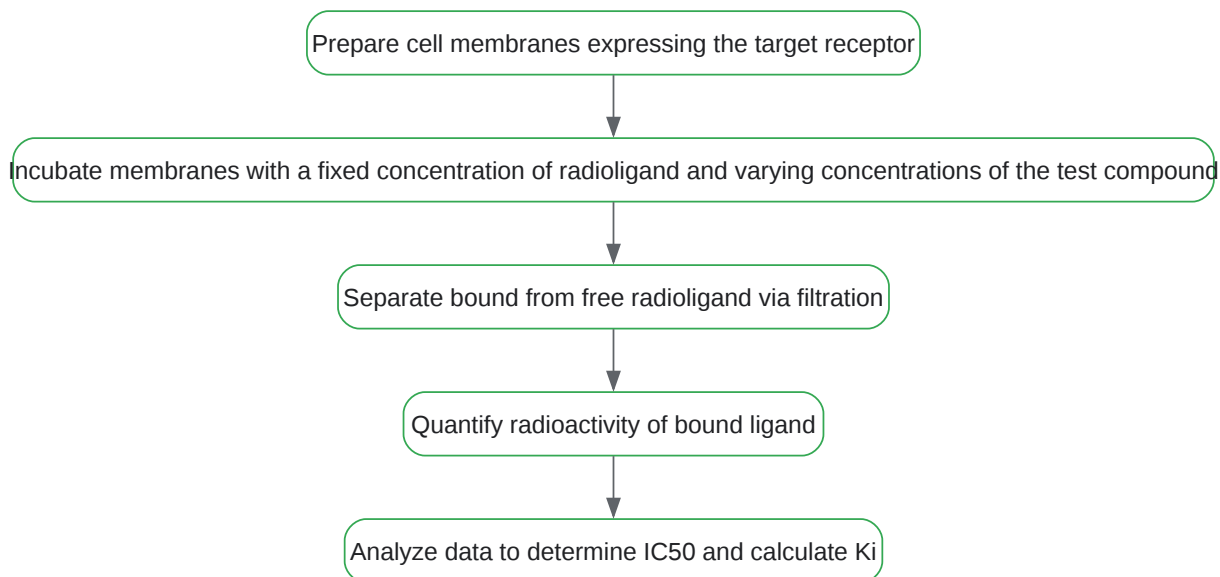 Prepare cell membranes expressing the target receptor
Incubate membranes with a fixed concentration of radioligand and varying concentrations of the test compound
Separate bound from free radioligand via filtration
Quantify radioactivity of bound ligand
Analyze data to determine IC50 and calculate Ki